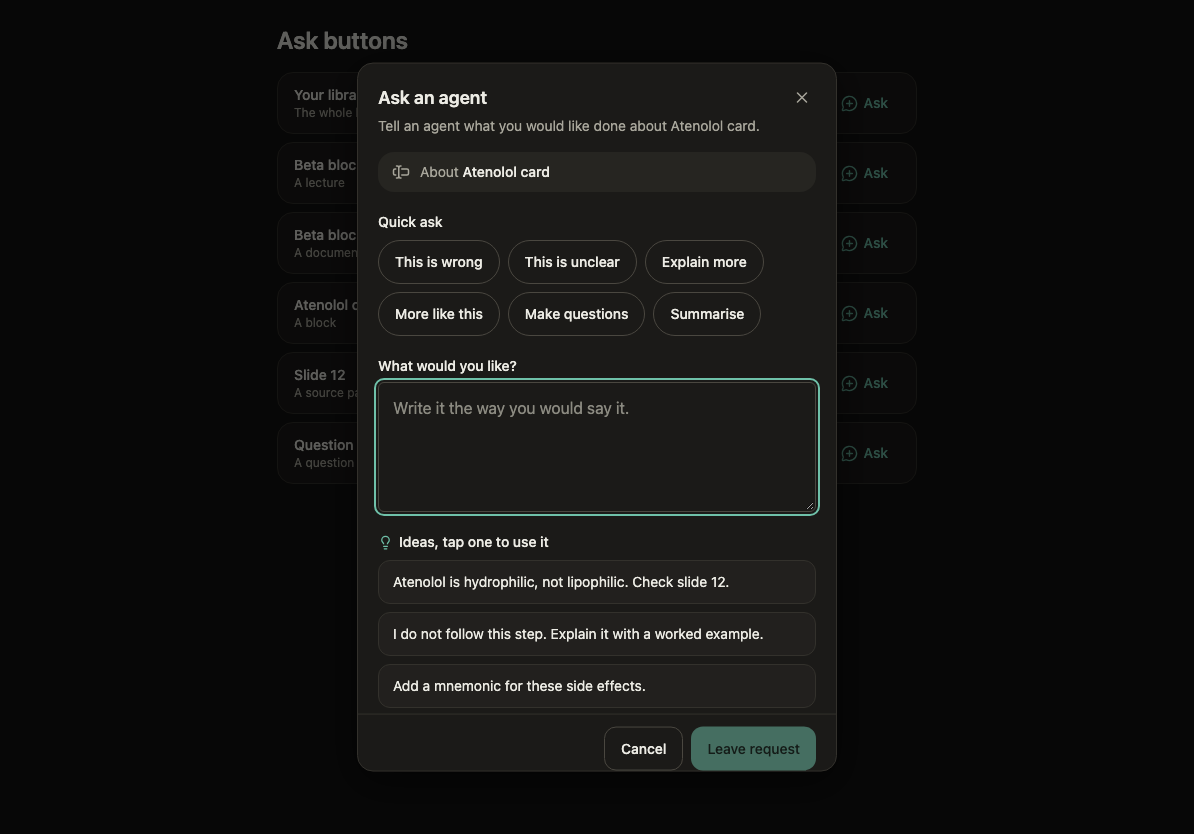 Ask buttons
Your libra
The whole
Ask
Beta bloc
A lecture
Ask
Beta bloc
A documen
Ask
Atenolol c
A block
Ask
Slide 12
A source pa
Ask
Question
A question
Ask
Ask an agent
Tell an agent what you would like done about Atenolol card.
About Atenolol card
Quick ask
This is wrong
This is unclear
Explain more
More like this
Make questions
Summarise
What would you like?
Write it the way you would say it.
Ideas, tap one to use it
Atenolol is hydrophilic, not lipophilic. Check slide 12.
I do not follow this step. Explain it with a worked example.
Add a mnemonic for these side effects.
Cancel
Leave request